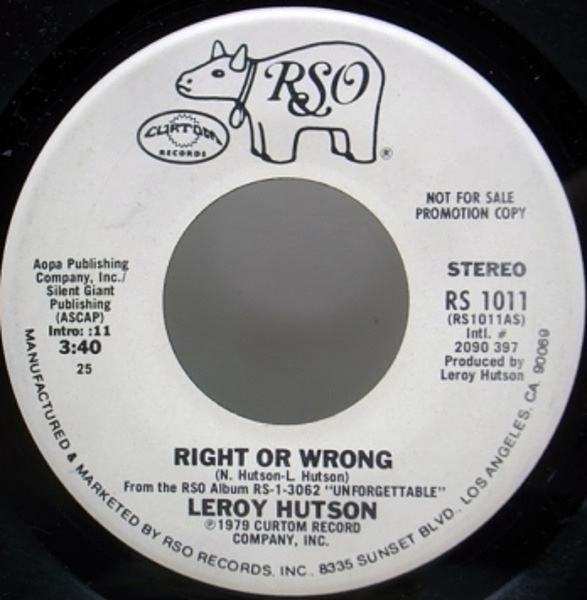 RSO
CURTOM
RECORDS
®
NOT FOR SALE
PROMOTION COPY
Aopa Publishing
Company, Inc./
Silent Giant
Publishing
(ASCAP)
Intro: :11
3:40
25
STEREO
RS 1011
(RS1011AS)
Intl. #
2090 397
Produced by
Leroy Hutson
RIGHT OR WRONG
(N. Hutson-L. Hutson)
From the RSO Album RS-1-3062 "UNFORGETTABLE"
LEROY HUTSON
℗1979 CURTOM RECORD
COMPANY, INC.
MANUFACTURED & MARKETED BY RSO RECORDS, INC., 8335 SUNSET BLVD., LOS ANGELES, CA. 90069